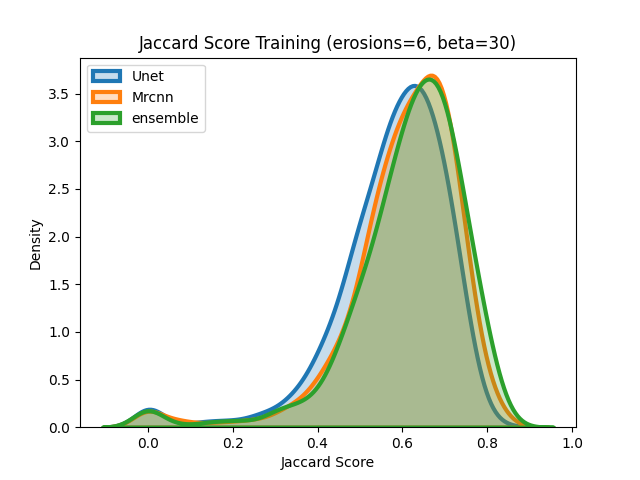 Jaccard Score Training (erosions=6, beta=30)
Unet
Mrcnn
ensemble
Density
3.5
3.0
2.5
2.0
1.5
1.0
0.5
0.0
0.0 0.2 0.4 0.6 0.8 1.0
Jaccard Score